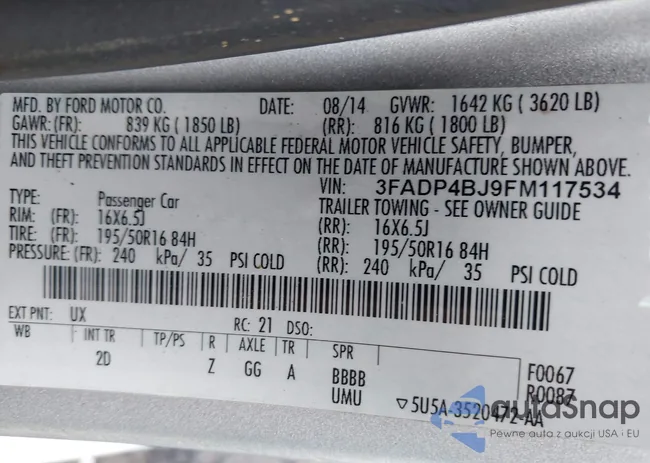 MFD. BY FORD MOTOR CO. DATE: 08/14 GVWR: 1642 KG ( 3620 LB)
GAWR: (FR): 839 KG ( 1850 LB) (RR): 816 KG ( 1800 LB)
THIS VEHICLE CONFORMS TO ALL APPLICABLE FEDERAL MOTOR VEHICLE SAFETY, BUMPER,
AND THEFT PREVENTION STANDARDS IN EFFECT ON THE DATE OF MANUFACTURE SHOWN ABOVE.
VIN: 3FADP4BJ9FM117534
TYPE: Passenger Car TRAILER TOWING - SEE OWNER GUIDE
RIM: (FR): 16X6.5J (RR): 16X6.5J
TIRE: (FR): 195/50R16 84H (RR): 195/50R16 84H
PRESSURE: (FR): 240 kPa/ 35 PSI COLD (RR): 240 kPa/ 35 PSI COLD
EXT PNT: UX RC: 21 DSO:
WB INT TR TP/PS R AXLE TR SPR
2D Z GG A BBBB F0067
UMU R0087
▽5U5A-3520472-AA
autoSnap
Pewne auta z aukcji USA i EU